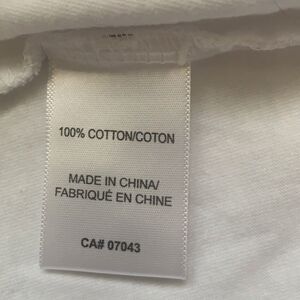 100% COTTON/COTON
MADE IN CHINA/
FABRIQUÉ EN CHINE
CA# 07043